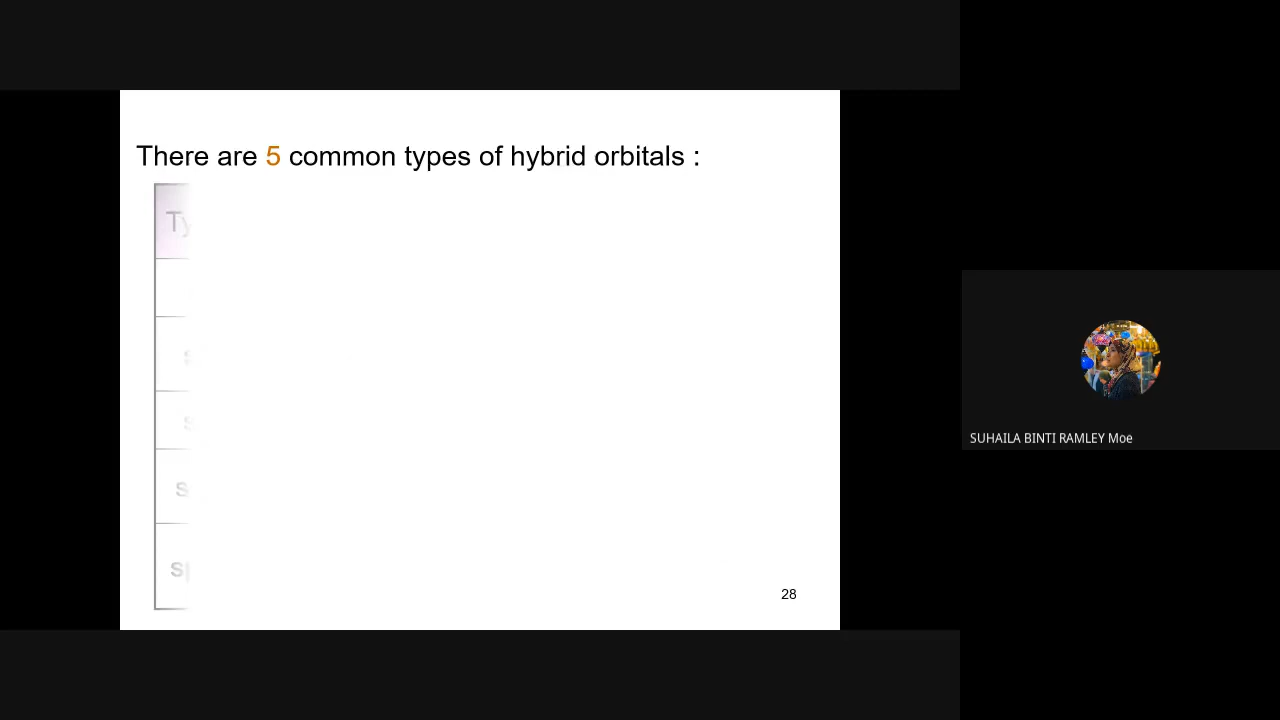 There are 5 common types of hybrid orbitals :
28
SUHAILA BINTI RAMLEY Moe